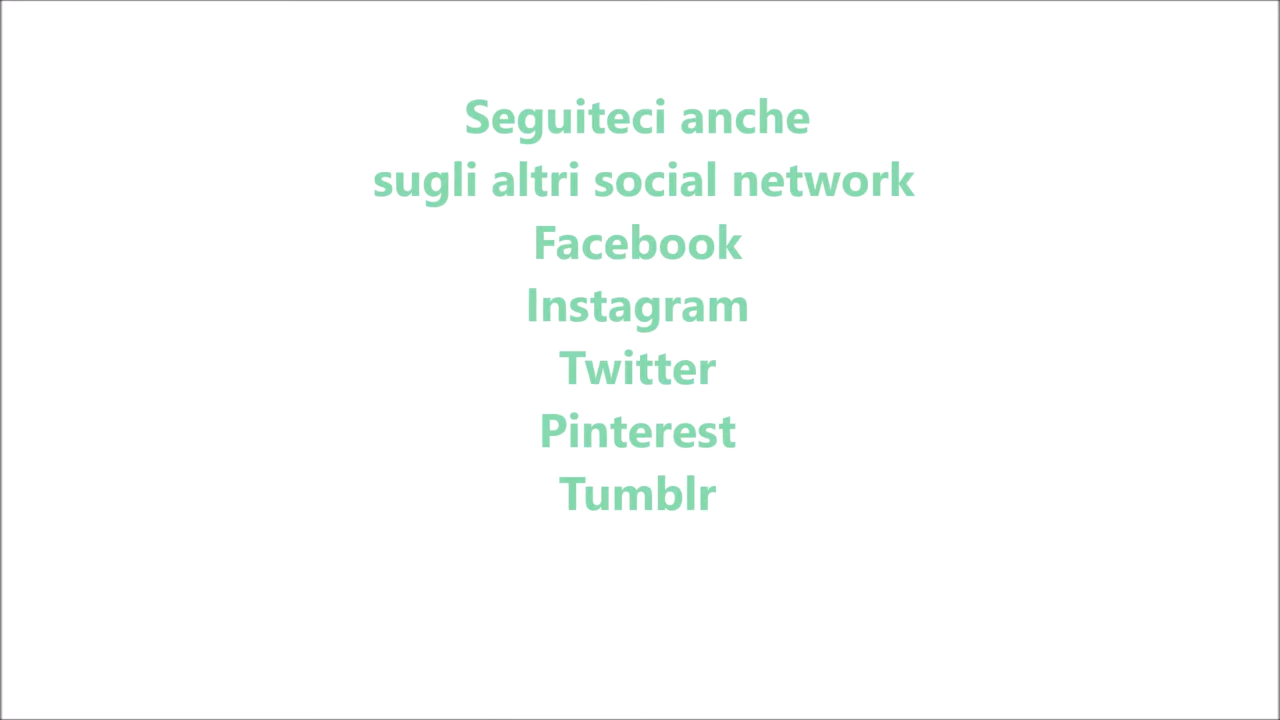 Seguiteci anche
sugli altri social network
Facebook
Instagram
Twitter
Pinterest
Tumblr